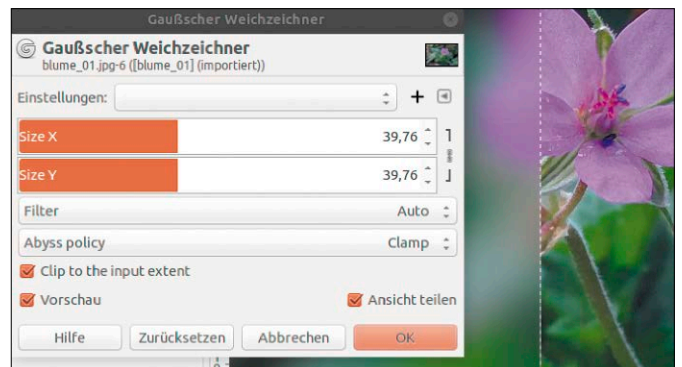 Gaußscher Weichzeichner
Gaußscher Weichzeichner
blume_01.jpg-6 ([blume_01] (importiert))
Einstellungen:
Size X 39,76
Size Y 39,76
Filter Auto
Abyss policy Clamp
Clip to the input extent
Vorschau Ansicht teilen
Hilfe Zurücksetzen Abbrechen OK